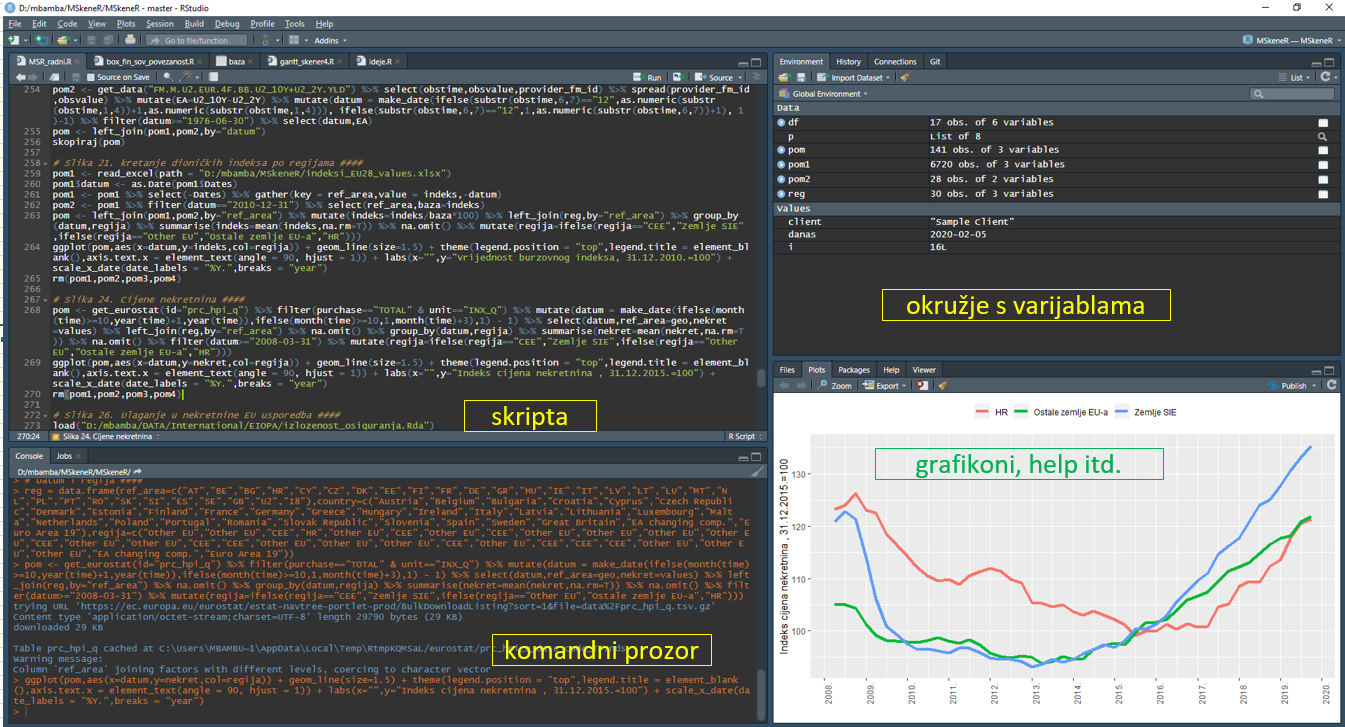 D:/mbamba/MSkeneR/MSkeneR - master - RStudio
File Edit Code View Plots Session Build Debug Profile Tools Help
Go to file/function Addins MSkeneR — MSkeneR
MSR_radni.R box_fin_sov_povezanost.R baza gantt_skener4.R ideje.R
Source on Save Run Source
254 pom2 <- get_data("FM.M.U2.EUR.4F.BB.U2_10Y+U2_2Y.YLD") %>% select(obstime,obsvalue,provider_fm_id) %>% spread(provider_fm_id
,obsvalue) %>% mutate(EA=U2_10Y-U2_2Y) %>% mutate(datum = make_date(ifelse(substr(obstime,6,7)=="12",as.numeric(substr
(obstime,1,4))+1,as.numeric(substr(obstime,1,4))), ifelse(substr(obstime,6,7)=="12",1,as.numeric(substr(obstime,6,7))+1), 1
)-1) %>% filter(datum>="1976-06-30") %>% select(datum,EA)
255 pom <- left_join(pom1,pom2,by="datum")
256 skopiraj(pom)
257
258 # Slika 21. kretanje dioničkih indeksa po regijama ####
259 pom1 <- read_excel(path = "D:/mbamba/MSkeneR/indeksi_EU28_values.xlsx")
260 pom1$datum <- as.Date(pom1$Dates)
261 pom1 <- pom1 %>% select(-Dates) %>% gather(key = ref_area,value = indeks,-datum)
262 pom2 <- pom1 %>% filter(datum=="2010-12-31") %>% select(ref_area,baza=indeks)
263 pom <- left_join(pom1,pom2,by="ref_area") %>% mutate(indeks=indeks/baza*100) %>% left_join(reg,by="ref_area") %>% group_by
(datum,regija) %>% summarise(indeks=mean(indeks,na.rm=T)) %>% na.omit() %>% mutate(regija=ifelse(regija=="CEE","Zemlje SIE"
,ifelse(regija=="Other EU","Ostale zemlje EU-a","HR")))
264 ggplot(pom,aes(x=datum,y=indeks,col=regija)) + geom_line(size=1.5) + theme(legend.position = "top",legend.title = element_bl
ank(),axis.text.x = element_text(angle = 90, hjust = 1)) + labs(x="",y="Vrijednost burzovnog indeksa, 31.12.2010.=100") +
scale_x_date(date_labels = "%Y.",breaks = "year")
265 rm(pom1,pom2,pom3,pom4)
266
267 # Slika 24. Cijene nekretnina ####
268 pom <- get_eurostat(id="prc_hpi_q") %>% filter(purchase=="TOTAL" & unit=="INX_Q") %>% mutate(datum = make_date(ifelse(month
(time)>=10,year(time)+1,year(time)),ifelse(month(time)>=10,1,month(time)+3),1) - 1) %>% select(datum,ref_area=geo,nekret
=values) %>% left_join(reg,by="ref_area") %>% na.omit() %>% group_by(datum,regija) %>% summarise(nekret=mean(nekret,na.rm=T
)) %>% na.omit() %>% filter(datum>="2008-03-31") %>% mutate(regija=ifelse(regija=="CEE","Zemlje SIE",ifelse(regija=="Other
EU","Ostale zemlje EU-a","HR")))
269 ggplot(pom,aes(x=datum,y=nekret,col=regija)) + geom_line(size=1.5) + theme(legend.position = "top",legend.title = element_bl
ank(),axis.text.x = element_text(angle = 90, hjust = 1)) + labs(x="",y="Indeks cijena nekretnina , 31.12.2015.=100") +
scale_x_date(date_labels = "%Y.",breaks = "year")
270 rm(pom1,pom2,pom3,pom4)
271
272 # Slika 26. Ulaganje u nekretnine EU usporedba ####
273 load("D:/mbamba/DATA/International/EIOPA/izlozenost_osiguranja.Rda")
skripta
270:24 Slika 24. Cijene nekretnina R Script
Console Jobs
D:/mbamba/MSkeneR/MSkeneR/
> # Datum i regija ####
> reg = data.frame(ref_area=c("AT","BE","BG","HR","CY","CZ","DK","EE","FI","FR","DE","GR","HU","IE","IT","LV","LT","LU","MT","N
L","PL","PT","RO","SK","SI","ES","SE","GB","U2","I8"),country=c("Austria","Belgium","Bulgaria","Croatia","Cyprus","Czech Republi
c","Denmark","Estonia","Finland","France","Germany","Greece","Hungary","Ireland","Italy","Latvia","Lithuania","Luxembourg","Mal
ta","Netherlands","Poland","Portugal","Romania","Slovak Republic","Slovenia","Spain","Sweden","Great Britain","EA changing comp.","Eu
ro Area 19"),regija=c("Other EU","Other EU","CEE","HR","Other EU","CEE","Other EU","CEE","Other EU","Other EU","Other EU","Other E
U","CEE","Other EU","Other EU","CEE","CEE","Other EU","Other EU","Other EU","CEE","Other EU","CEE","CEE","CEE","Other EU","Other E
U","Other EU","EA changing comp.","Euro Area 19"))
> pom <- get_eurostat(id="prc_hpi_q") %>% filter(purchase=="TOTAL" & unit=="INX_Q") %>% mutate(datum = make_date(ifelse(month(time)
>=10,year(time)+1,year(time)),ifelse(month(time)>=10,1,month(time)+3),1) - 1) %>% select(datum,ref_area=geo,nekret=values) %>% left
_join(reg,by="ref_area") %>% na.omit() %>% group_by(datum,regija) %>% summarise(nekret=mean(nekret,na.rm=T)) %>% na.omit() %>% fil
ter(datum>="2008-03-31") %>% mutate(regija=ifelse(regija=="CEE","Zemlje SIE",ifelse(regija=="Other EU","Ostale zemlje EU-a","HR")))
trying URL 'https://ec.europa.eu/eurostat/estat-navtree-portlet-prod/BulkDownloadListing?sort=1&file=data%2Fprc_hpi_q.tsv.gz'
Content type 'application/octet-stream;charset=UTF-8' length 29790 bytes (29 KB)
downloaded 29 KB
komandni prozor
Table prc_hpi_q cached at C:\Users\MBAMBU~1\AppData\Local\Temp\RtmpKQMSaL/eurostat/prc_
Warning message:
Column `ref_area` joining factors with different levels, coercing to character vector
> ggplot(pom,aes(x=datum,y=nekret,col=regija)) + geom_line(size=1.5) + theme(legend.position = "top",legend.title = element_blank
(),axis.text.x = element_text(angle = 90, hjust = 1)) + labs(x="",y="Indeks cijena nekretnina , 31.12.2015.=100") + scale_x_date(da
te_labels = "%Y.",breaks = "year")
>
Environment History Connections Git
Import Dataset List
Global Environment
Data
df 17 obs. of 6 variables
p List of 8
pom 141 obs. of 3 variables
pom1 6720 obs. of 3 variables
pom2 28 obs. of 2 variables
reg 30 obs. of 3 variables
Values
client "Sample Client"
danas 2020-02-05
i 16L
okružje s varijablama
Files Plots Packages Help Viewer
Zoom Export Publish
HR Ostale zemlje EU-a Zemlje SIE
grafikoni, help itd.
Indeks cijena nekretnina , 31.12.2015.=100
130
120
110
100
2008. 2009. 2010. 2011. 2012. 2013. 2014. 2015. 2016. 2017. 2018. 2019. 2020.